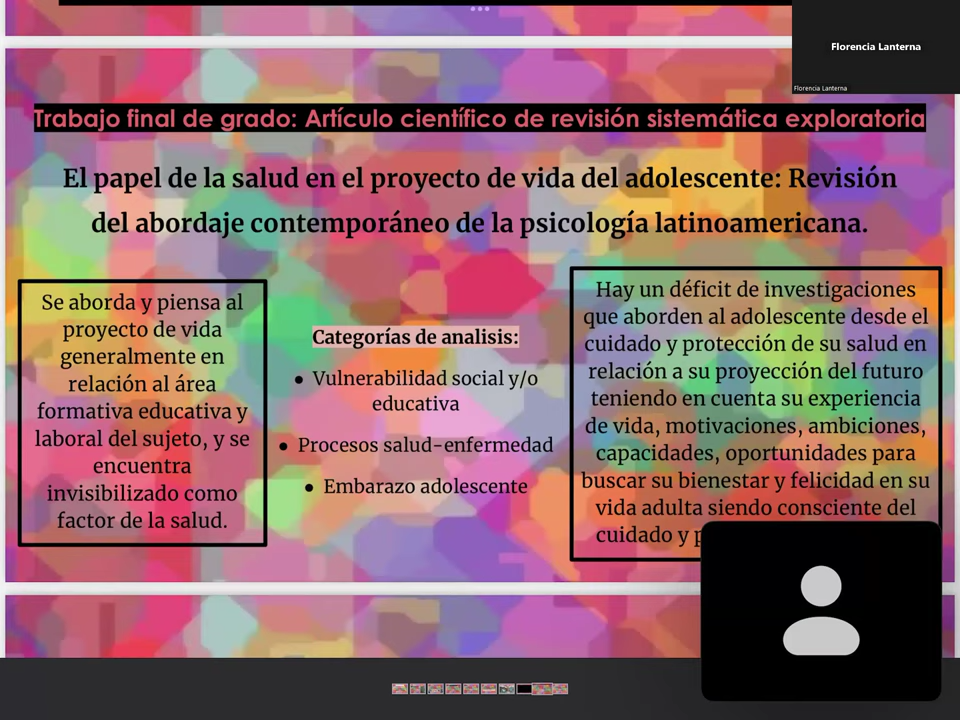 Florencia Lanterna
Florencia Lanterna
Trabajo final de grado: Artículo científico de revisión sistemática exploratoria
El papel de la salud en el proyecto de vida del adolescente: Revisión
del abordaje contemporáneo de la psicología latinoamericana.
Se aborda y piensa al
proyecto de vida
generalmente en
relación al área
formativa educativa y
laboral del sujeto, y se
encuentra
invisibilizado como
factor de la salud.
Categorías de analisis:
• Vulnerabilidad social y/o
educativa
• Procesos salud-enfermedad
• Embarazo adolescente
Hay un déficit de investigaciones
que aborden al adolescente desde el
cuidado y protección de su salud en
relación a su proyección del futuro
teniendo en cuenta su experiencia
de vida, motivaciones, ambiciones,
capacidades, oportunidades para
buscar su bienestar y felicidad en su
vida adulta siendo consciente del
cuidado y